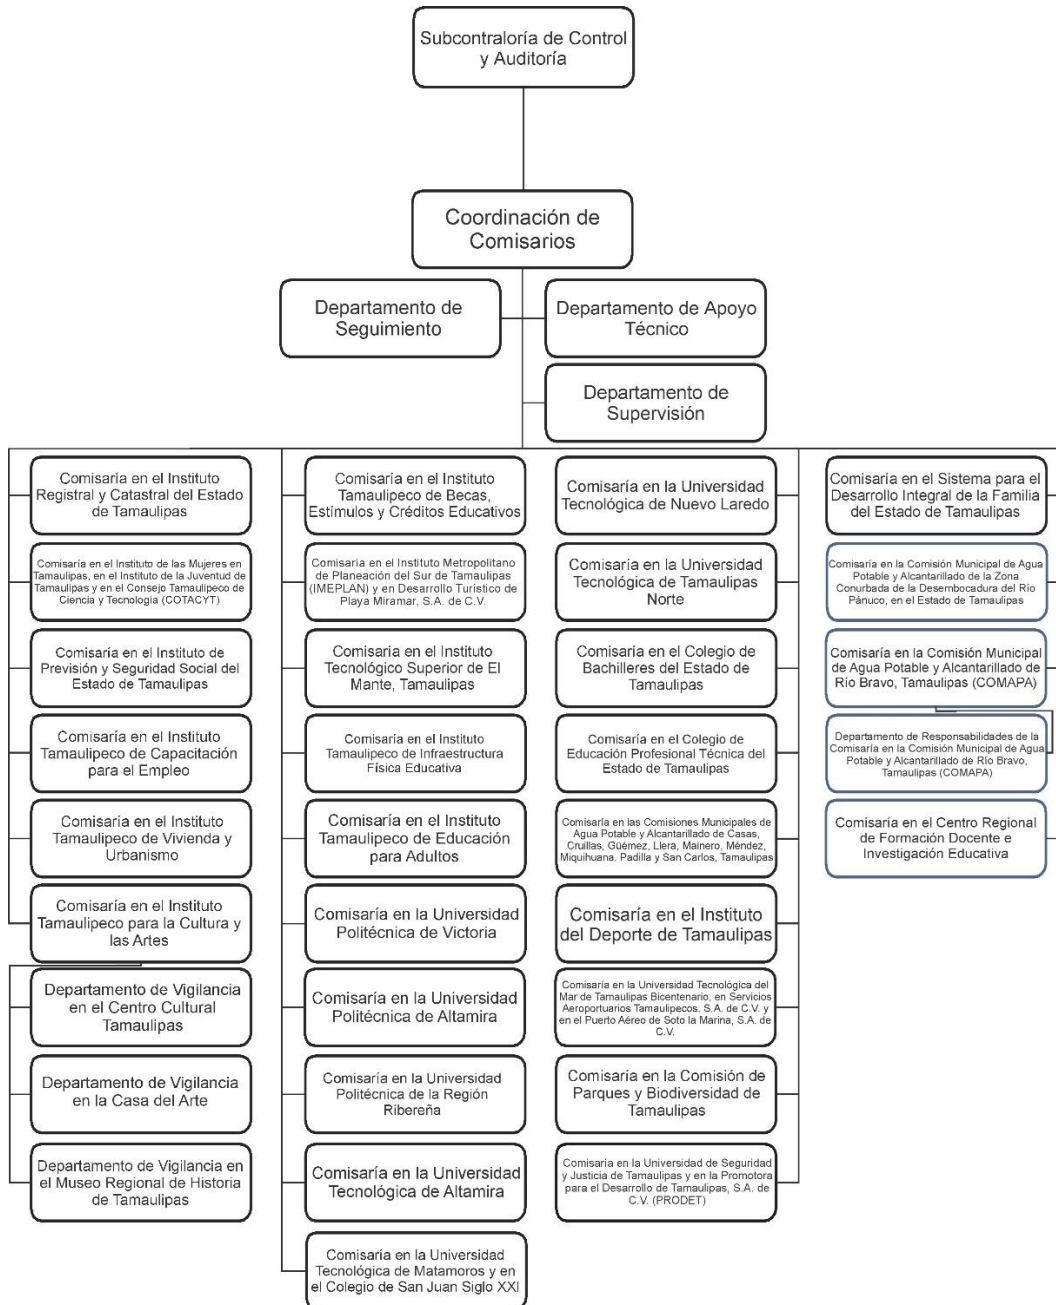 Subcontraloría de Control
y Auditoría
Coordinación de
Comisarios
Departamento de
Seguimiento
Departamento de Apoyo
Técnico
Departamento de
Supervisión
Comisaría en el Instituto
Registral y Catastral del Estado
de Tamaulipas
Comisaría en el Instituto de las Mujeres en
Tamaulipas, en el Instituto de la Juventud de
Tamaulipas y en el Consejo Tamaulipeco de
Ciencia y Tecnología (COTACYT)
Comisaría en el Instituto de
Previsión y Seguridad Social del
Estado de Tamaulipas
Comisaría en el Instituto
Tamaulipeco de Capacitación
para el Empleo
Comisaría en el Instituto
Tamaulipeco de Vivienda y
Urbanismo
Comisaría en el Instituto
Tamaulipeco para la Cultura y
las Artes
Departamento de Vigilancia
en el Centro Cultural
Tamaulipas
Departamento de Vigilancia
en la Casa del Arte
Departamento de Vigilancia en
el Museo Regional de Historia
de Tamaulipas
Comisaría en el Instituto
Tamaulipeco de Becas,
Estímulos y Créditos Educativos
Comisaría en el Instituto Metropolitano
de Planeación del Sur de Tamaulipas
(IMEPLAN) y en Desarrollo Turístico de
Playa Miramar, S.A. de C.V.
Comisaría en el Instituto
Tecnológico Superior de El
Mante, Tamaulipas
Comisaría en el Instituto
Tamaulipeco de Infraestructura
Física Educativa
Comisaría en el Instituto
Tamaulipeco de Educación
para Adultos
Comisaría en la Universidad
Politécnica de Victoria
Comisaría en la Universidad
Politécnica de Altamira
Comisaría en la Universidad
Politécnica de la Región
Ribereña
Comisaría en la Universidad
Tecnológica de Altamira
Comisaría en la Universidad
Tecnológica de Matamoros y en
el Colegio de San Juan Siglo XXI
Comisaría en la Universidad
Tecnológica de Nuevo Laredo
Comisaría en la Universidad
Tecnológica de Tamaulipas
Norte
Comisaría en el Colegio de
Bachilleres del Estado de
Tamaulipas
Comisaría en el Colegio de
Educación Profesional Técnica del
Estado de Tamaulipas
Comisaría en las Comisiones Municipales de
Agua Potable y Alcantarillado de Casas,
Cruillas, Güémez, Llera, Mainero, Méndez,
Miquihuana, Padilla y San Carlos, Tamaulipas
Comisaría en el Instituto
del Deporte de Tamaulipas
Comisaría en la Universidad Tecnológica del
Mar de Tamaulipas Bicentenario, en Servicios
Aeroportuarios Tamaulipecos, S.A. de C.V. y
en el Puerto Aéreo de Soto la Marina, S.A. de
C.V.
Comisaría en la Comisión de
Parques y Biodiversidad de
Tamaulipas
Comisaría en la Universidad de Seguridad
y Justicia de Tamaulipas y en la Promotora
para el Desarrollo de Tamaulipas, S.A. de
C.V. (PRODET)
Comisaría en el Sistema para el
Desarrollo Integral de la Familia
del Estado de Tamaulipas
Comisaría en la Comisión Municipal de Agua
Potable y Alcantarillado de la Zona
Conurbada de la Desembocadura del Río
Pánuco, en el Estado de Tamaulipas
Comisaría en la Comisión Municipal
de Agua Potable y Alcantarillado de
Río Bravo, Tamaulipas (COMAPA)
Departamento de Responsabilidades de la
Comisaría en la Comisión Municipal de Agua
Potable y Alcantarillado de RÍo Bravo,
Tamaulipas (COMAPA)
Comisaría en el Centro Regional
de Formación Docente e
Investigación Educativa